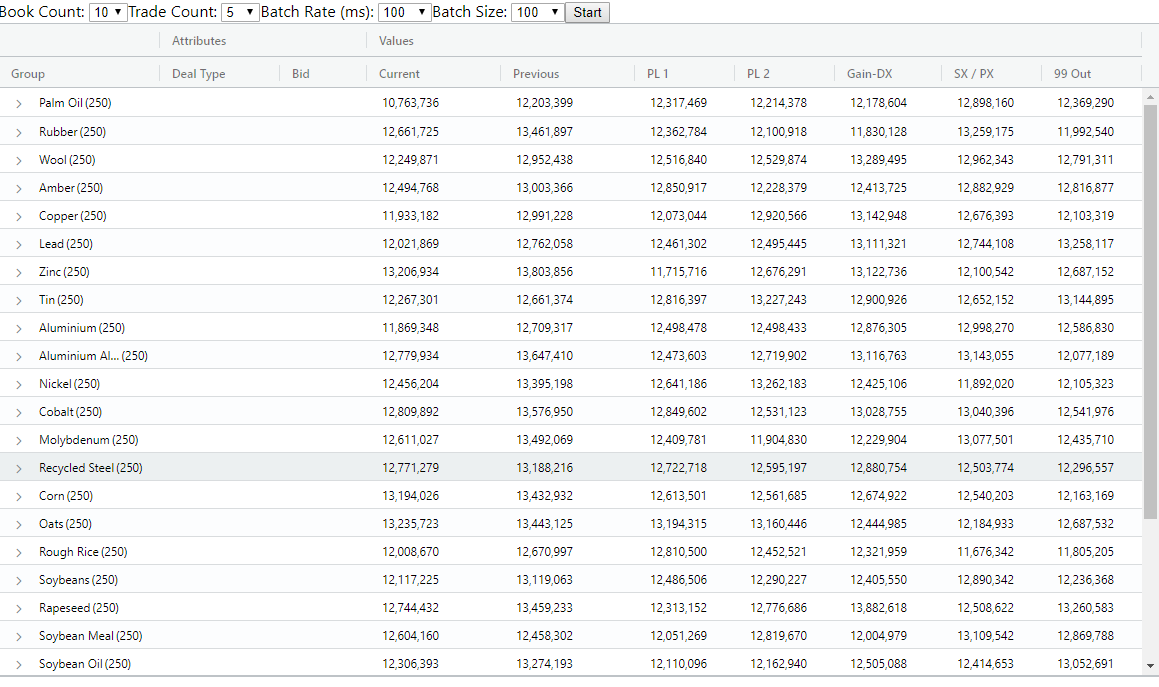 Book Count: 10 Trade Count: 5 Batch Rate (ms): 100 Batch Size: 100 Start
Attributes Values
Group Deal Type Bid Current Previous PL 1 PL 2 Gain-DX SX / PX 99 Out
Palm Oil (250) 10,763,736 12,203,399 12,317,469 12,214,378 12,178,604 12,898,160 12,369,290
Rubber (250) 12,661,725 13,461,897 12,362,784 12,100,918 11,830,128 13,259,175 11,992,540
Wool (250) 12,249,871 12,952,438 12,516,840 12,529,874 13,289,495 12,962,343 12,791,311
Amber (250) 12,494,768 13,003,366 12,850,917 12,228,379 12,413,725 12,882,929 12,816,877
Copper (250) 11,933,182 12,991,228 12,073,044 12,920,566 13,142,948 12,676,393 12,103,319
Lead (250) 12,021,869 12,762,058 12,461,302 12,495,445 13,111,321 12,744,108 13,258,117
Zinc (250) 13,206,934 13,803,856 11,715,716 12,676,291 13,122,736 12,100,542 12,687,152
Tin (250) 12,267,301 12,661,374 12,816,397 13,227,243 12,900,926 12,652,152 13,144,895
Aluminium (250) 11,869,348 12,709,317 12,498,478 12,498,433 12,876,305 12,998,270 12,586,830
Aluminium Al... (250) 12,779,934 13,647,410 12,473,603 12,719,902 13,116,763 13,143,055 12,077,189
Nickel (250) 12,456,204 13,395,198 12,641,186 13,262,183 12,425,106 11,892,020 12,105,323
Cobalt (250) 12,809,892 13,576,950 12,849,602 12,531,123 13,028,755 13,040,396 12,541,976
Molybdenum (250) 12,611,027 13,492,069 12,409,781 11,904,830 12,229,904 13,077,501 12,435,710
Recycled Steel (250) 12,771,279 13,188,216 12,722,718 12,595,197 12,880,754 12,503,774 12,296,557
Corn (250) 13,194,026 13,432,932 12,613,501 12,561,685 12,674,922 12,540,203 12,163,169
Oats (250) 13,235,723 13,443,125 13,194,315 13,160,446 12,444,985 12,184,933 12,687,532
Rough Rice (250) 12,008,670 12,670,997 12,810,500 12,452,521 12,321,959 11,676,342 11,805,205
Soybeans (250) 12,117,225 13,119,063 12,486,506 12,290,227 12,405,550 12,890,342 12,236,368
Rapeseed (250) 12,744,432 13,459,233 12,313,152 12,776,686 13,882,618 12,508,622 13,260,583
Soybean Meal (250) 12,604,160 12,458,302 12,051,269 12,819,670 12,004,979 13,109,542 12,869,788
Soybean Oil (250) 12,306,393 13,274,193 12,110,096 12,162,940 12,505,088 12,414,653 13,052,691